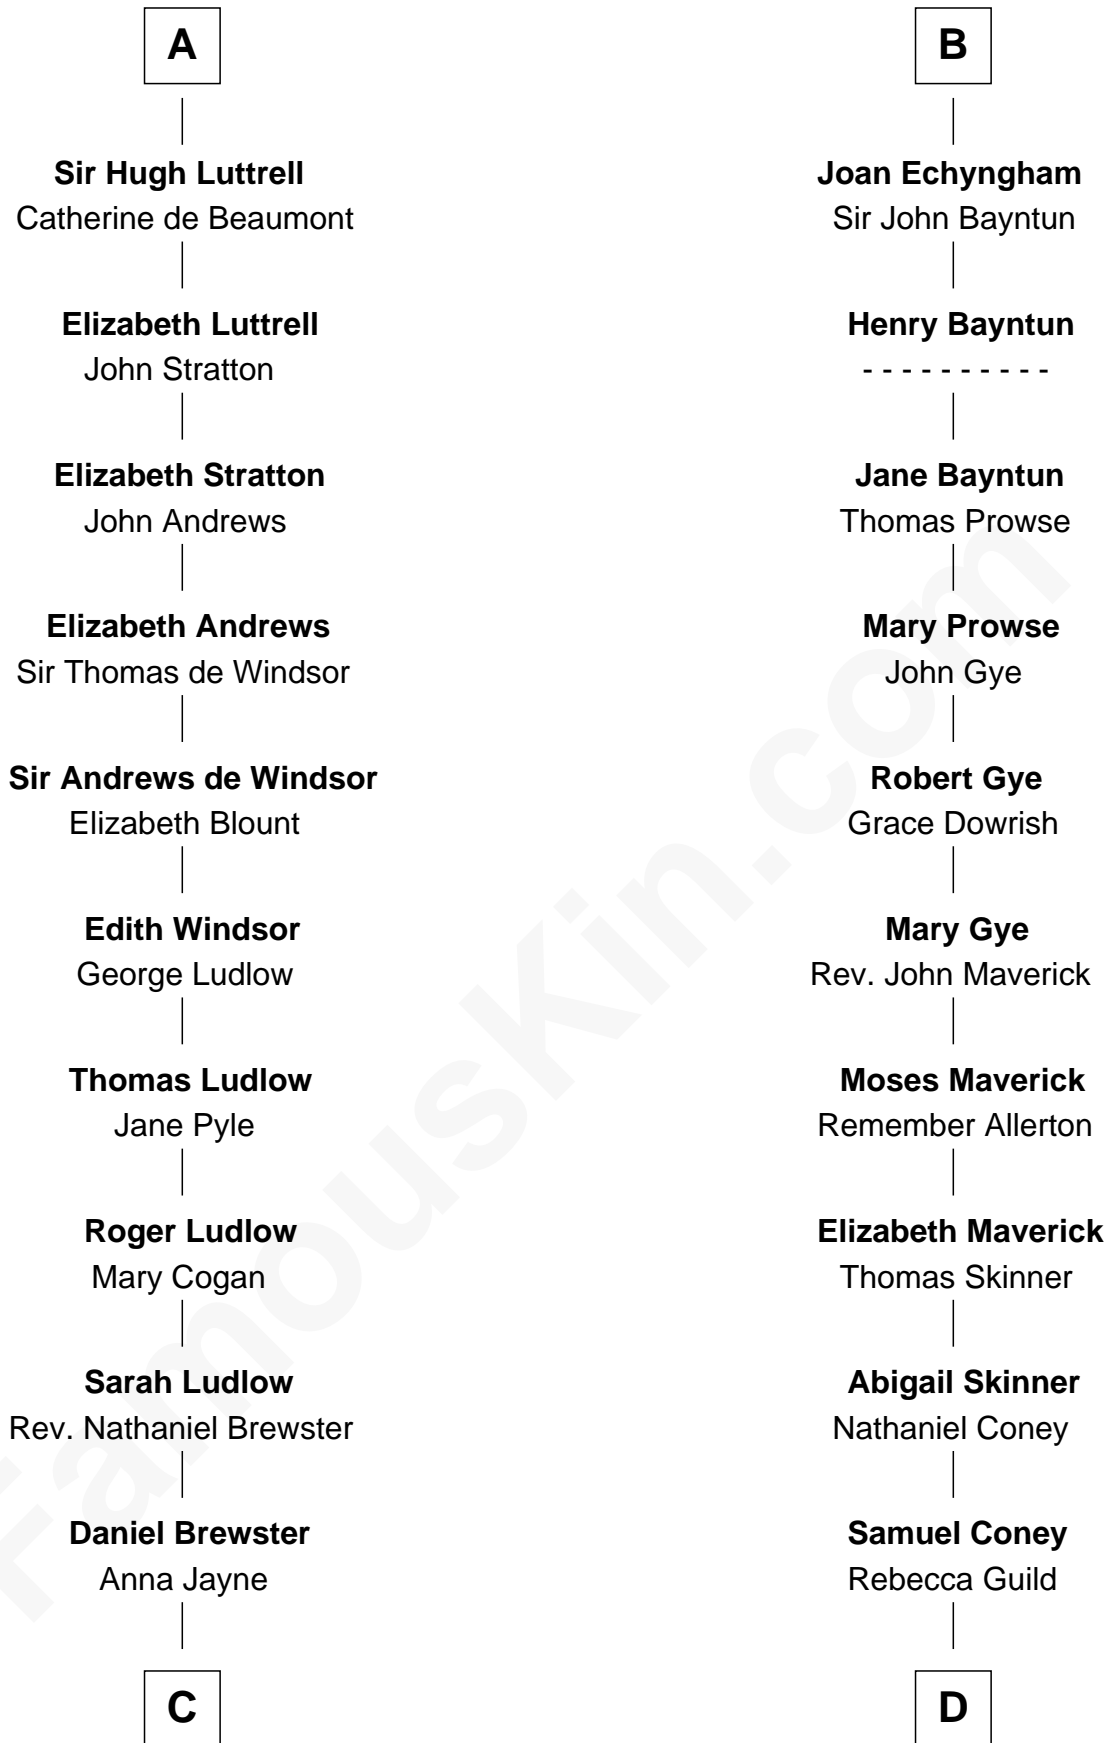 A
Sir Hugh Luttrell
Catherine de Beaumont
Elizabeth Luttrell
John Stratton
Elizabeth Stratton
John Andrews
Elizabeth Andrews
Sir Thomas de Windsor
Sir Andrews de Windsor
Elizabeth Blount
Edith Windsor
George Ludlow
Thomas Ludlow
Jane Pyle
Roger Ludlow
Mary Cogan
Sarah Ludlow
Rev. Nathaniel Brewster
Daniel Brewster
Anna Jayne
C
B
Joan Echyngham
Sir John Bayntun
Henry Bayntun
- - - - - - - - - -
Jane Bayntun
Thomas Prowse
Mary Prowse
John Gye
Robert Gye
Grace Dowrish
Mary Gye
Rev. John Maverick
Moses Maverick
Remember Allerton
Elizabeth Maverick
Thomas Skinner
Abigail Skinner
Nathaniel Coney
Samuel Coney
Rebecca Guild
D
FamousKin.com